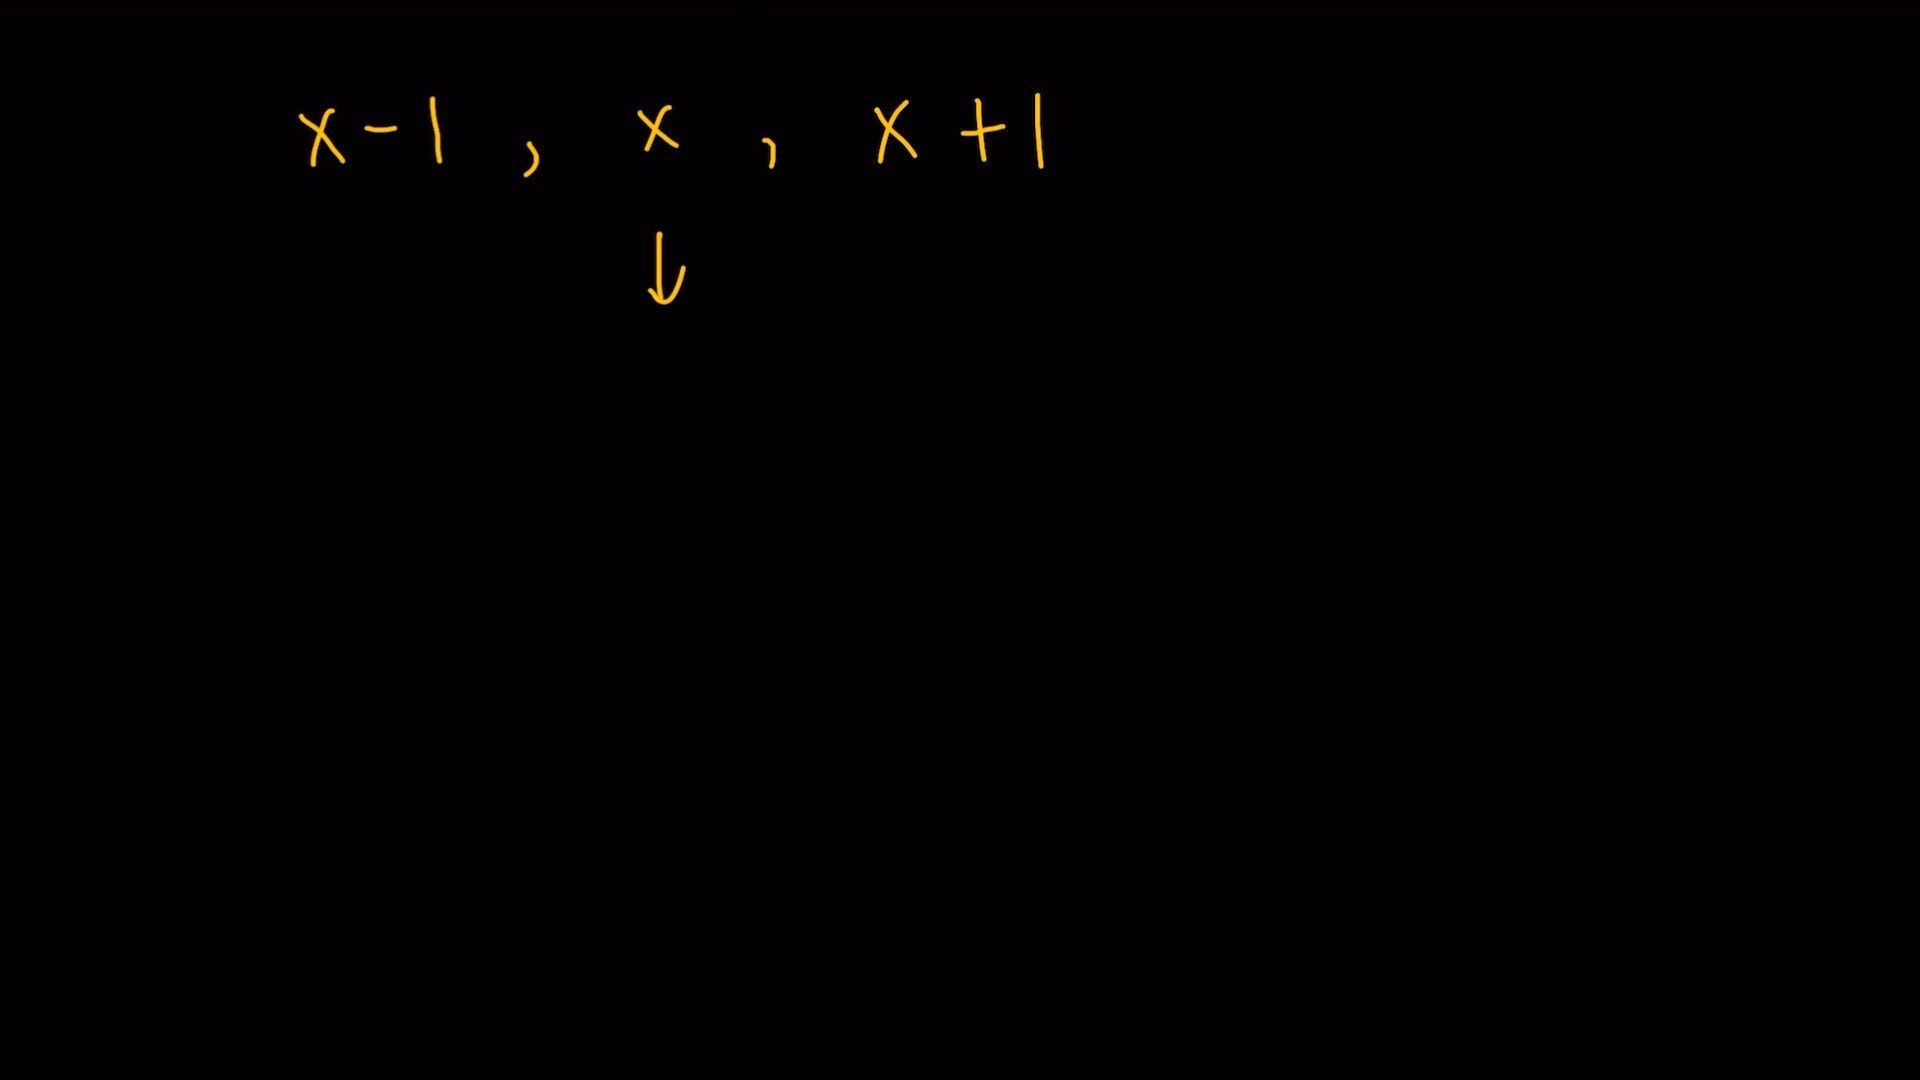 x-1 , x , x+1
↓